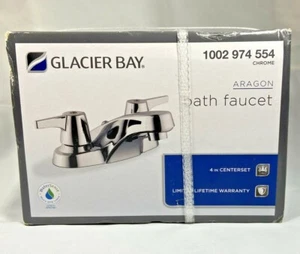 GLACIER BAY®
1002 974 554
CHROME
ARAGON
bath faucet
4 IN CENTERSET
LIMITED LIFETIME WARRANTY